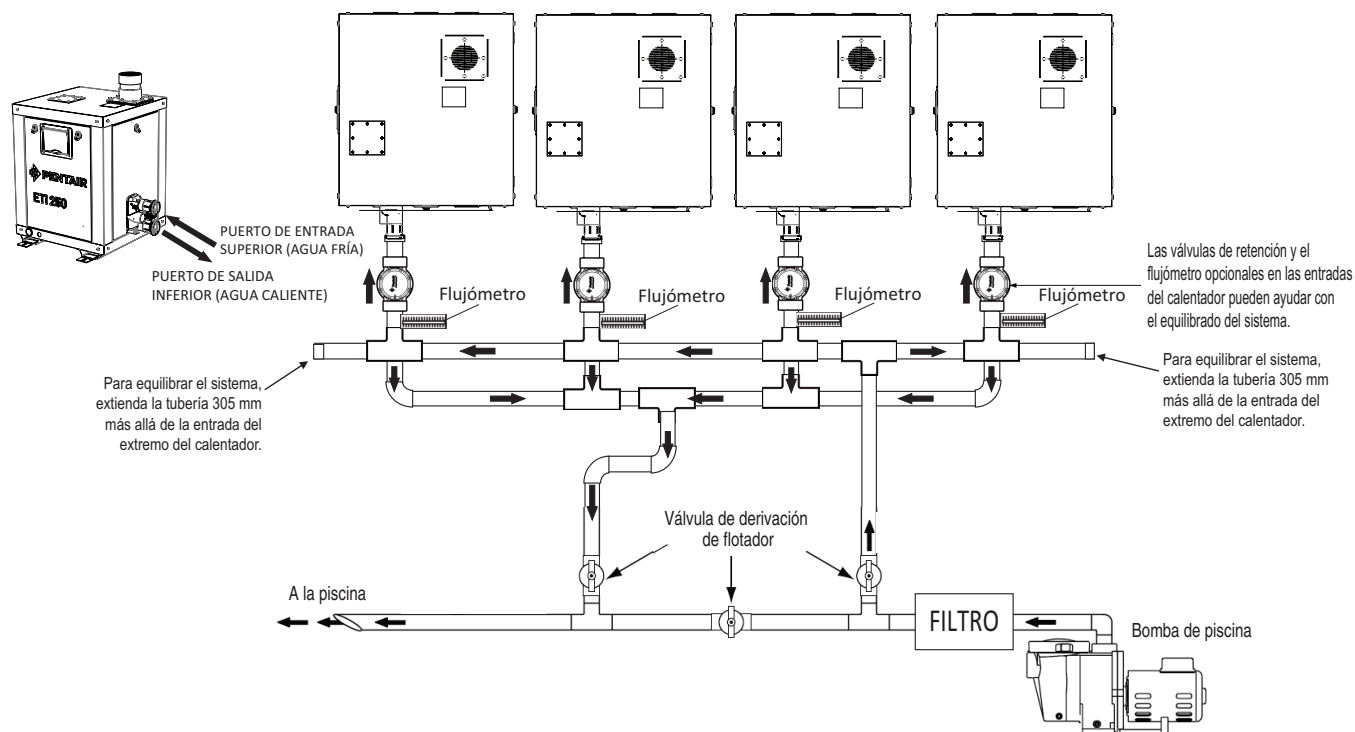 PENTAIR
ETI 250
PUERTO DE ENTRADA
SUPERIOR (AGUA FRÍA)
PUERTO DE SALIDA
INFERIOR (AGUA CALIENTE)
Flujómetro
Flujómetro
Flujómetro
Flujómetro
Las válvulas de retención y el
flujómetro opcionales en las entradas
del calentador pueden ayudar con
el equilibrado del sistema.
Para equilibrar el sistema,
extienda la tubería 305 mm
más allá de la entrada del
extremo del calentador.
Para equilibrar el sistema,
extienda la tubería 305 mm
más allá de la entrada del
extremo del calentador.
Válvula de derivación
de flotador
A la piscina
FILTRO
Bomba de piscina